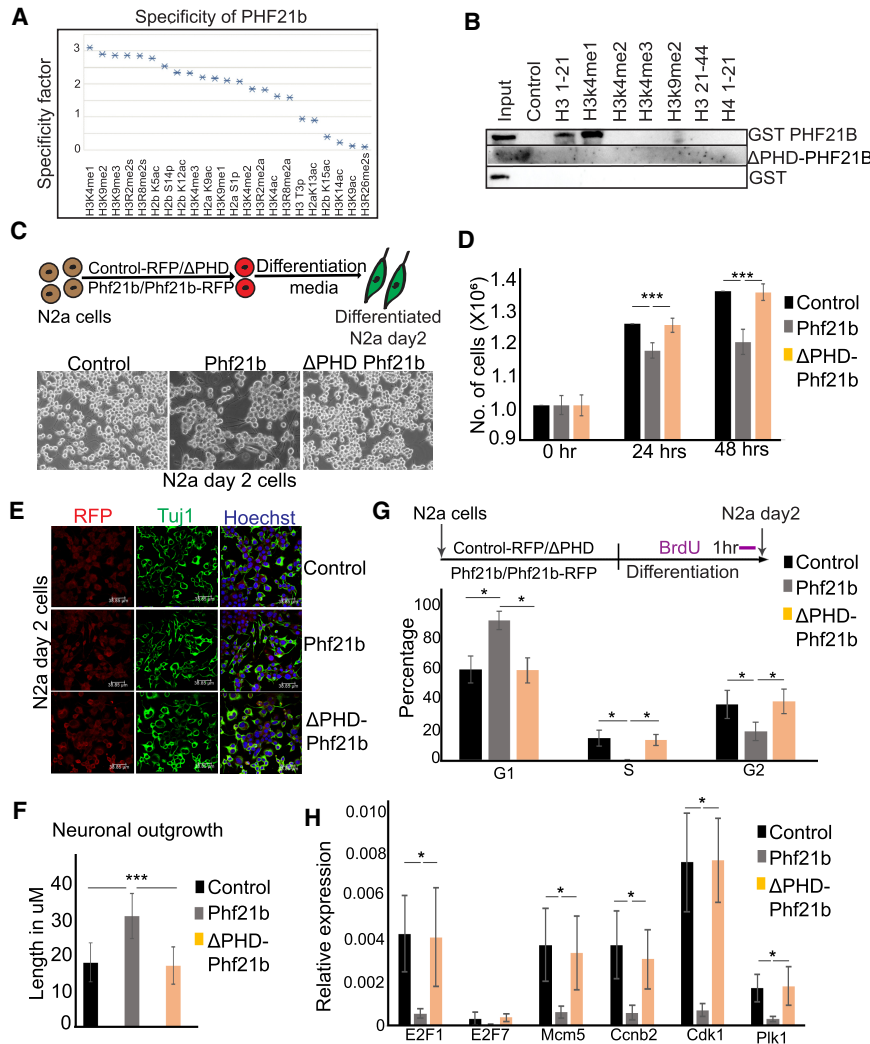 A
Specificity of PHF21b
Specificity factor
3
2
1
0
H3K4me1
H3K9me2
H3K9me3
H3R2me2s
H3R8me2s
H2b K5ac
H2b S14p
H2b K12ac
H3K4me3
H2a K9ac
H3K9me1
H2a S1p
H3K4me2
H3R2me2a
H3K4ac
H3R8me2a
H3 T3p
H2aK13ac
H2b K15ac
H3K14ac
H3K9ac
H3R26me2s
B
Input
Control
H3 1-21
H3k4me1
H3k4me2
H3k4me3
H3k9me2
H3 21-44
H4 1-21
GST PHF21B
ΔPHD-PHF21B
GST
C
Control-RFP/ΔPHD
Phf21b/Phf21b-RFP
Differentiation
media
N2a cells
Differentiated
N2a day2
Control
Phf21b
ΔPHD Phf21b
N2a day 2 cells
D
No. of cells (X10⁶)
1.4
1.3
1.2
1.1
1.0
0.9
***
***
0 hr
24 hrs
48 hrs
Control
Phf21b
ΔPHD-
Phf21b
E
RFP
Tuj1
Hoechst
N2a day 2 cells
Control
Phf21b
ΔPHD-
Phf21b
F
Neuronal outgrowth
Length in uM
40
30
20
10
0
***
Control
Phf21b
ΔPHD-
Phf21b
G
N2a cells
N2a day2
Control-RFP/ΔPHD
Phf21b/Phf21b-RFP
BrdU
1hr
Differentiation
Percentage
100
80
60
40
20
0
* *
* *
* *
G1
S
G2
Control
Phf21b
ΔPHD-
Phf21b
H
Relative expression
0.010
0.008
0.006
0.004
0.002
0
*
*
*
*
*
E2F1
E2F7
Mcm5
Ccnb2
Cdk1
Plk1
Control
Phf21b
ΔPHD-
Phf21b